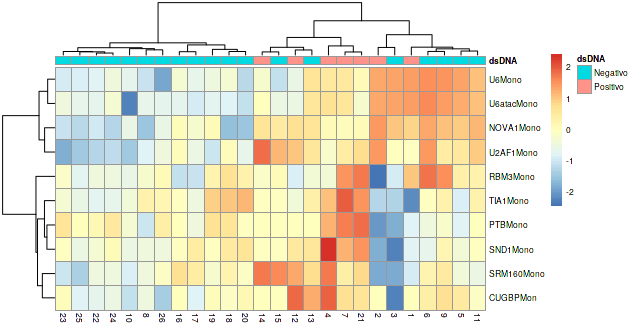 dsDNA
dsDNA
Negativo
Positivo
2
1
0
-1
-2
U6Mono
U6atacMono
NOVA1Mono
U2AF1Mono
RBM3Mono
TIA1Mono
PTBMono
SND1Mono
SRM160Mono
CUGBPMon
23 25 22 24 10 8 26 16 17 19 18 20 14 15 12 13 4 7 21 2 3 1 6 9 5 11